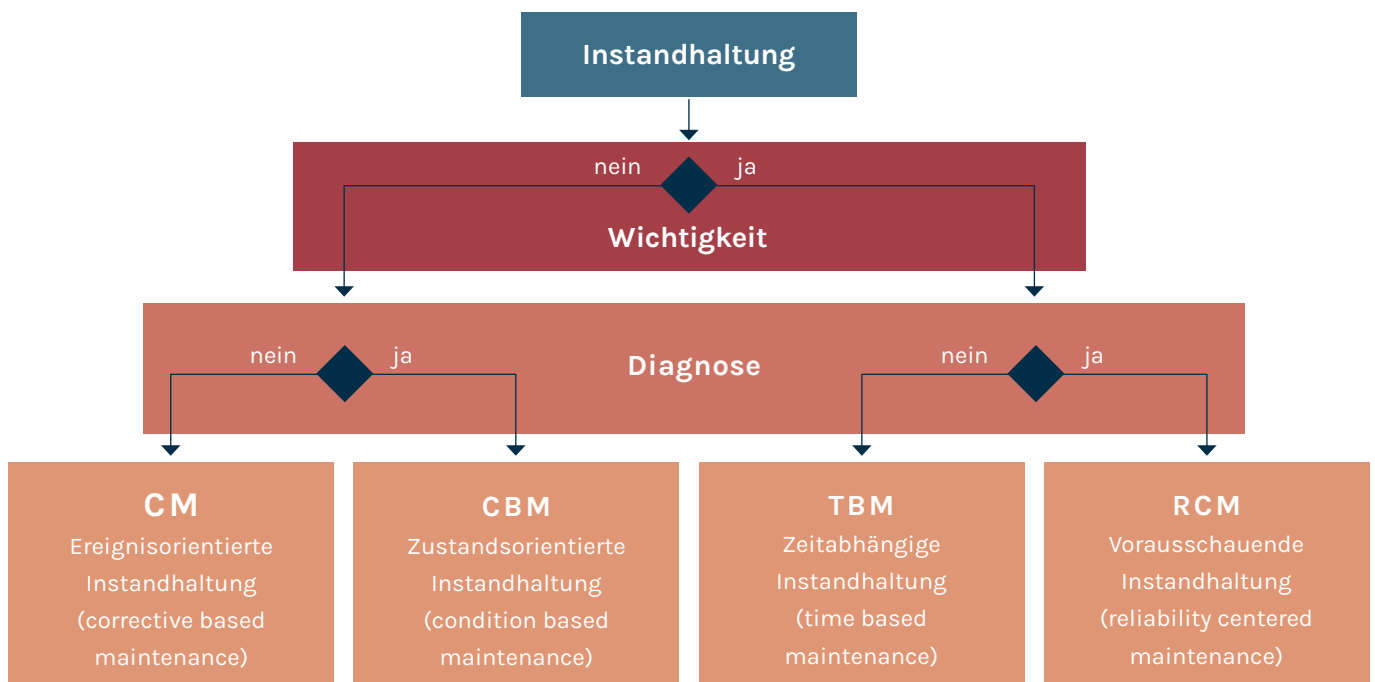 Instandhaltung
nein
ja
Wichtigkeit
nein
ja
Diagnose
nein
ja
CM
Ereignisorientierte
Instandhaltung
(corrective based
maintenance)
CBM
Zustandsorientierte
Instandhaltung
(condition based
maintenance)
TBM
Zeitabhängige
Instandhaltung
(time based
maintenance)
RCM
Vorausschauende
Instandhaltung
(reliability centered
maintenance)